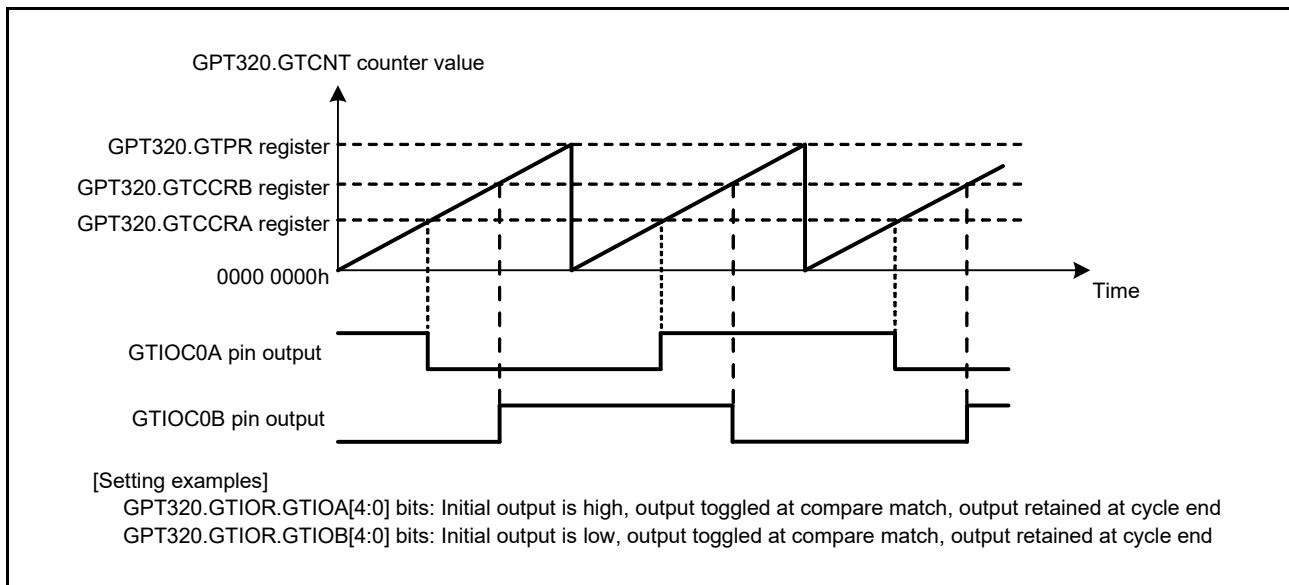 GPT320.GTCNT counter value
GPT320.GTPR register
GPT320.GTCCRB register
GPT320.GTCCRA register
0000 0000h
Time
GTIOC0A pin output
GTIOC0B pin output
[Setting examples]
GPT320.GTIOR.GTIOA[4:0] bits: Initial output is high, output toggled at compare match, output retained at cycle end
GPT320.GTIOR.GTIOB[4:0] bits: Initial output is low, output toggled at compare match, output retained at cycle end